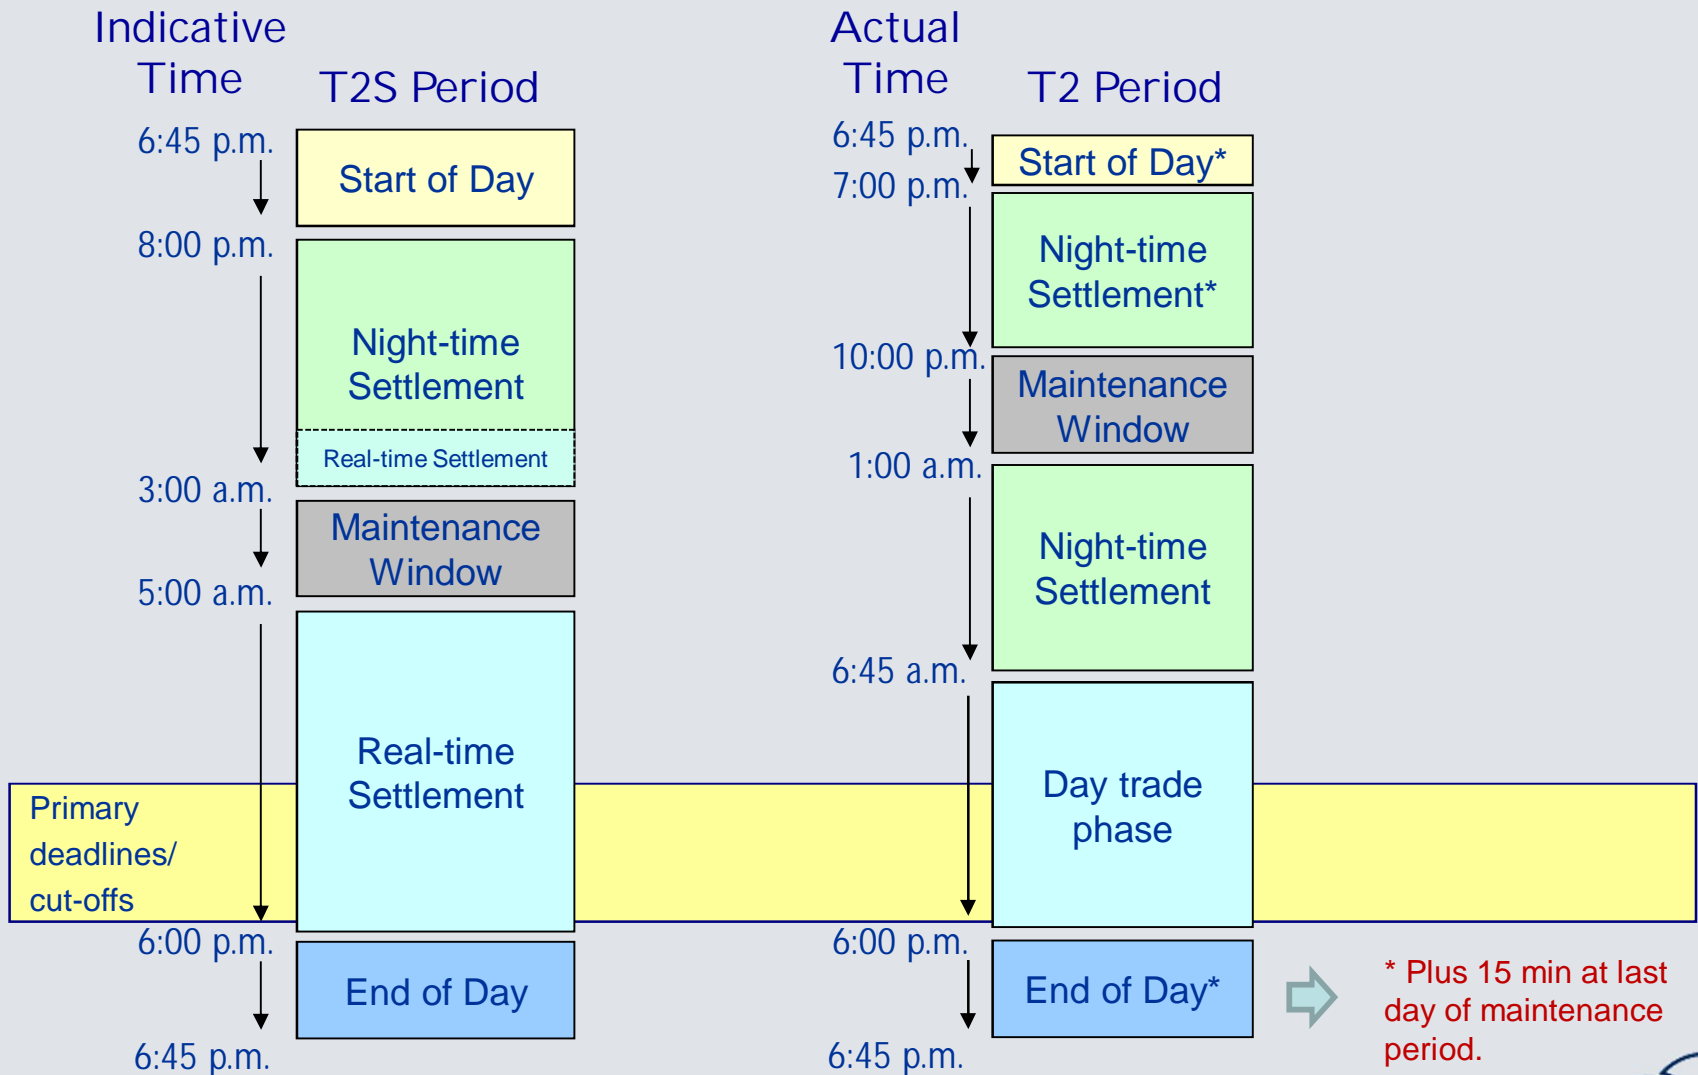 Indicative
Time
T2S Period
6:45 p.m.
Start of Day
8:00 p.m.
Night-time
Settlement
Real-time Settlement
3:00 a.m.
Maintenance
Window
5:00 a.m.
Real-time
Settlement
Primary
deadlines/
cut-offs
6:00 p.m.
End of Day
6:45 p.m.
Actual
Time
T2 Period
6:45 p.m.
Start of Day*
7:00 p.m.
Night-time
Settlement*
10:00 p.m.
Maintenance
Window
1:00 a.m.
Night-time
Settlement
6:45 a.m.
Day trade
phase
6:00 p.m.
End of Day*
6:45 p.m.
* Plus 15 min at last
day of maintenance
period.